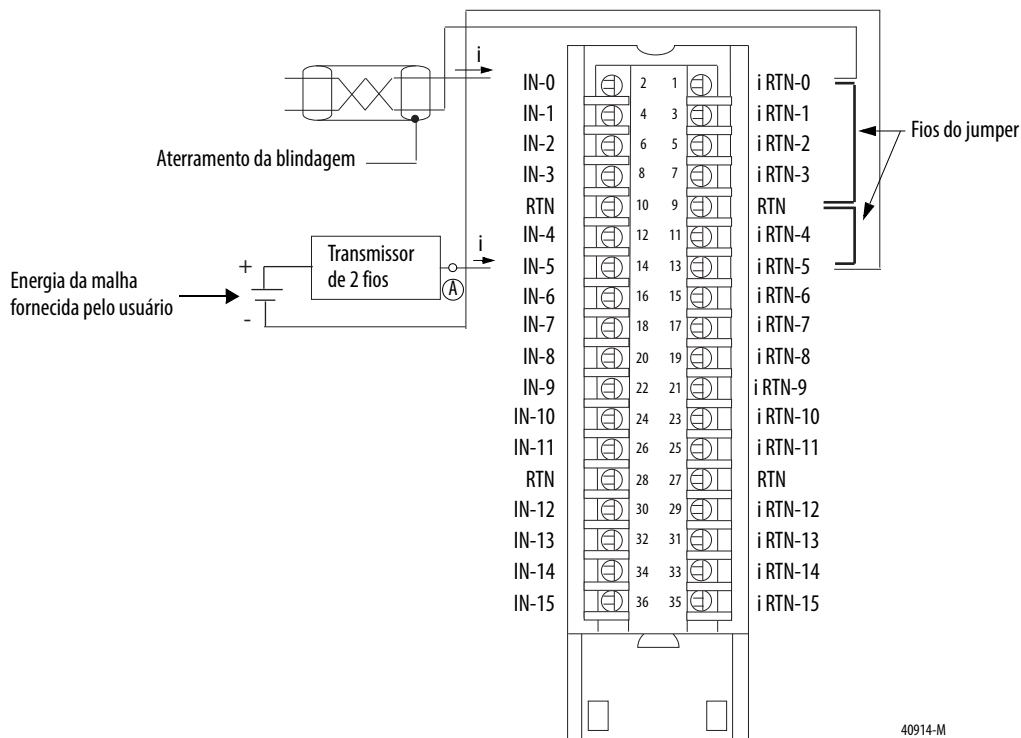 i
IN-0 2 1 i RTN-0
IN-1 4 3 i RTN-1
Fios do jumper
IN-2 6 5 i RTN-2
Aterramento da blindagem
IN-3 8 7 i RTN-3
RTN 10 9 RTN
i
IN-4 12 11 i RTN-4
Transmissor
de 2 fios
+
IN-5 14 13 i RTN-5
Energia da malha
fornecida pelo usuário
A
-
IN-6 16 15 i RTN-6
IN-7 18 17 i RTN-7
IN-8 20 19 i RTN-8
IN-9 22 21 i RTN-9
IN-10 24 23 i RTN-10
IN-11 26 25 i RTN-11
RTN 28 27 RTN
IN-12 30 29 i RTN-12
IN-13 32 31 i RTN-13
IN-14 34 33 i RTN-14
IN-15 36 35 i RTN-15
40914-M